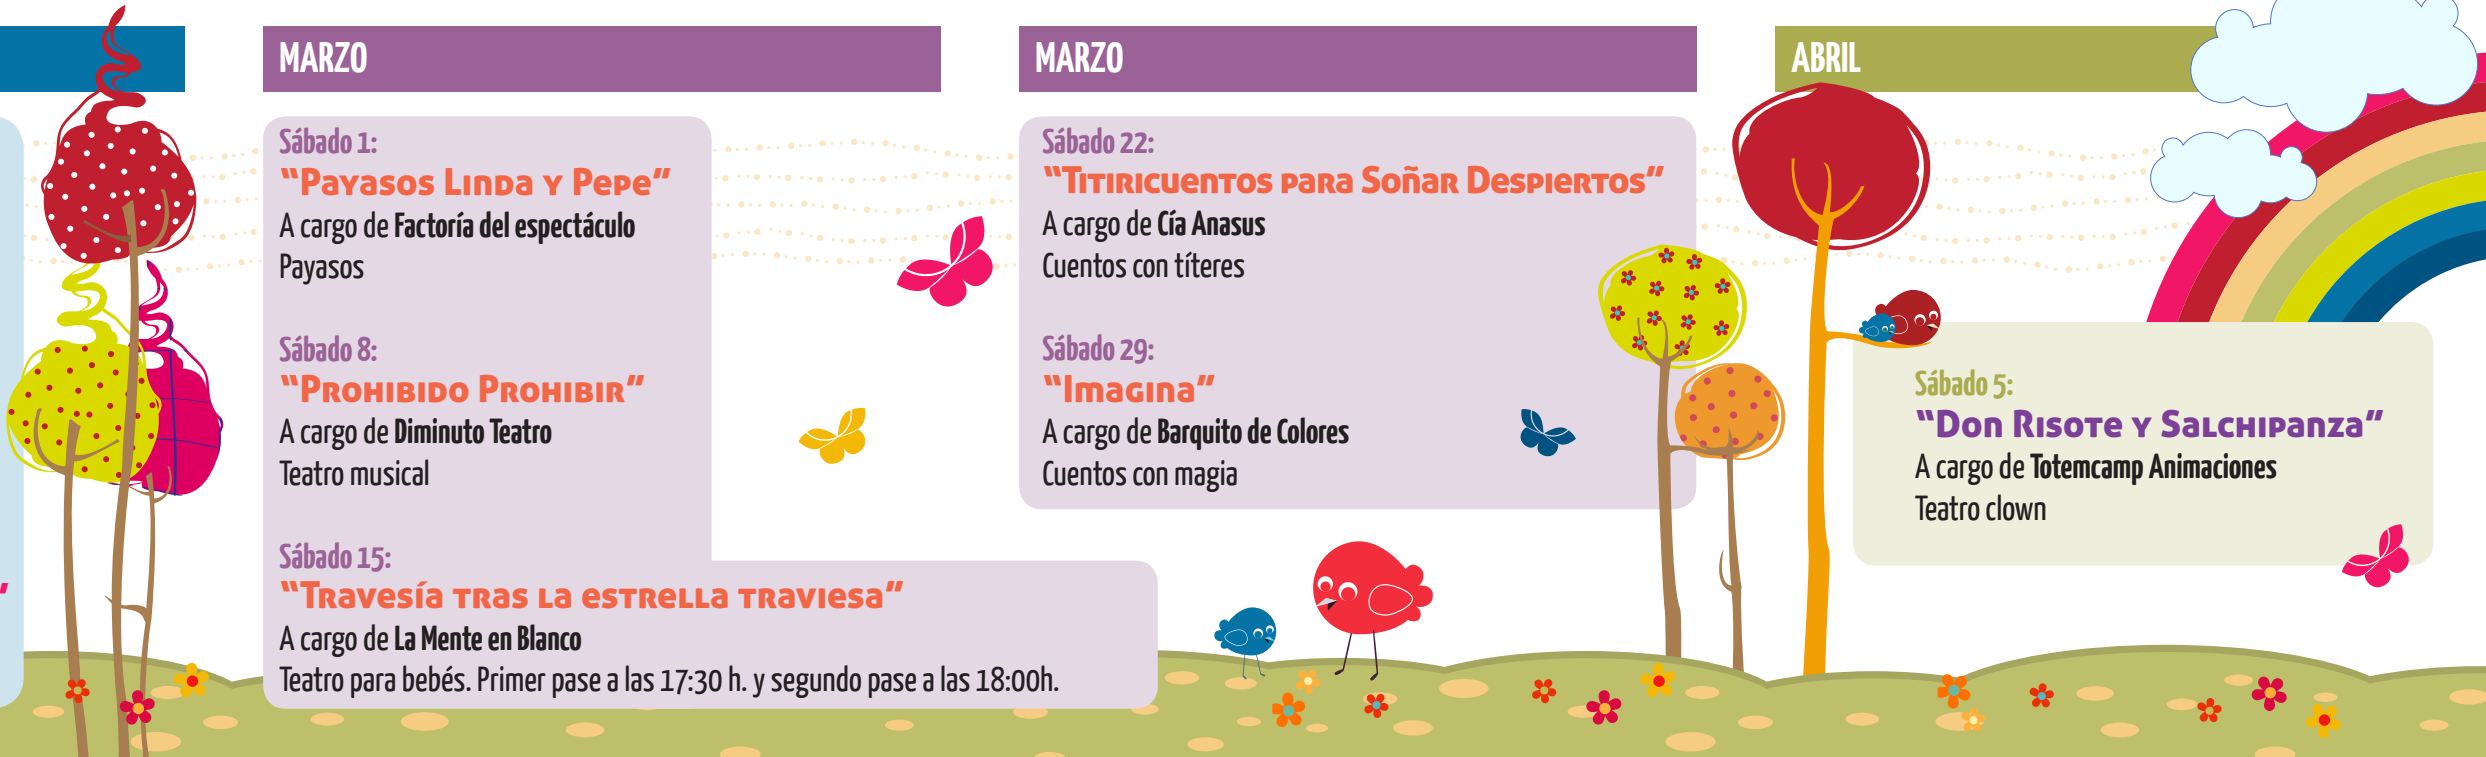 MARZO
Sábado 1:
“Payasos Linda y Pepe”
A cargo de Factoría del espectáculo
Payasos
Sábado 8:
“Prohibido Prohibir”
A cargo de Diminuto Teatro
Teatro musical
Sábado 15:
“Travesía tras la estrella traviesa”
A cargo de La Mente en Blanco
Teatro para bebés. Primer pase a las 17:30 h. y segundo pase a las 18:00h.
MARZO
Sábado 22:
“Titiricuentos para Soñar Despiertos”
A cargo de Cía Anasus
Cuentos con títeres
Sábado 29:
“Imagina”
A cargo de Barquito de Colores
Cuentos con magia
ABRIL
Sábado 5:
“Don Risote y Salchipanza”
A cargo de Totemcamp Animaciones
Teatro clown